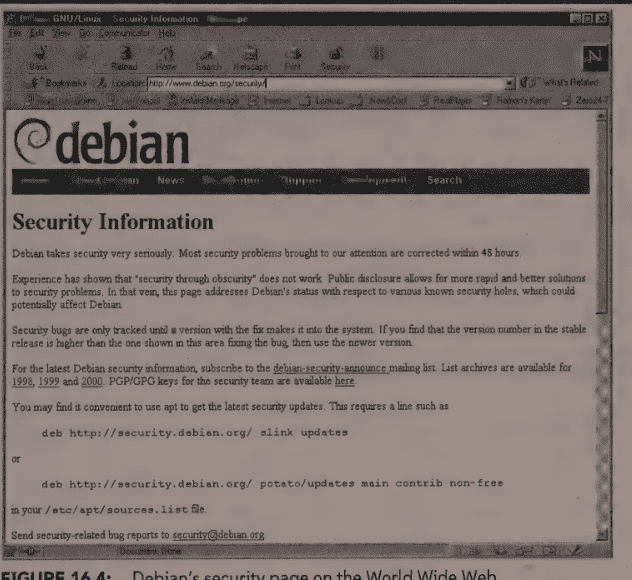 GNU/Linux Security Information
File Edit View Go Communicator Help
Back Reload Home Search Netscape Print Security
Bookmarks Location: http://www.debian.org/security/ What's Related
Instant Message Internet Lookup New&Cool RealPlayer
debian
News Support Development Search
Security Information
Debian takes security very seriously. Most security problems brought to our attention are corrected within 48 hours.
Experience has shown that "security through obscurity" does not work. Public disclosure allows for more rapid and better solutions
to security problems. In that vein, this page addresses Debian's status with respect to various known security holes, which could
potentially affect Debian.
Security bugs are only tracked until a version with the fix makes it into the system. If you find that the version number in the stable
release is higher than the one shown in this area fixing the bug, then use the newer version.
For the latest Debian security information, subscribe to the debian-security-announce mailing list. List archives are available for
1998, 1999 and 2000. PGP/GPG keys for the security team are available here.
You may find it convenient to use apt to get the latest security updates. This requires a line such as
deb http://security.debian.org/ slink updates
or
deb http://security.debian.org/ potato/updates main contrib non-free
in your /etc/apt/sources.list file.
Send security-related bug reports to security@debian.org.
Document: Done
FIGURE 16.4: Debian's security page on the World Wide Web